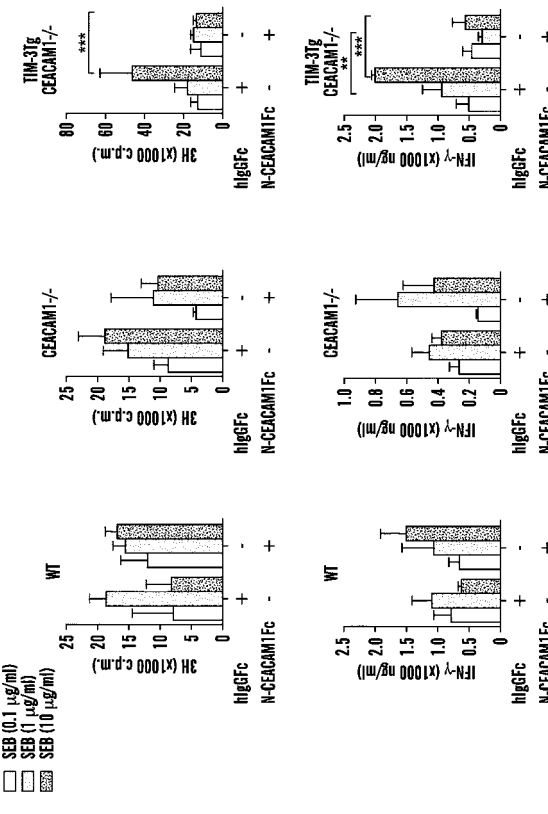 SEB (0.1 µg/ml)
SEB (1 µg/ml)
SEB (10 µg/ml)
WT
3H (x1000 c.p.m.)
25
20
15
10
5
0
hIgGFc + -
N-CEACAM1Fc - +
CEACAM1-/-
3H (x1000 c.p.m.)
25
20
15
10
5
0
hIgGFc + -
N-CEACAM1Fc - +
TIM-3Tg
CEACAM1-/-
***
3H (x1000 c.p.m.)
80
60
40
20
0
hIgGFc + -
N-CEACAM1Fc - +
WT
IFN-γ (x1000 ng/ml)
2.5
2.0
1.5
1.0
0.5
0
hIgGFc + -
N-CEACAM1Fc - +
CEACAM1-/-
IFN-γ (x1000 ng/ml)
1.0
0.8
0.6
0.4
0.2
0
hIgGFc + -
N-CEACAM1Fc - +
TIM-3Tg
CEACAM1-/-
***
**
IFN-γ (x1000 ng/ml)
2.5
2.0
1.5
1.0
0.5
0
hIgGFc + -
N-CEACAM1Fc - +